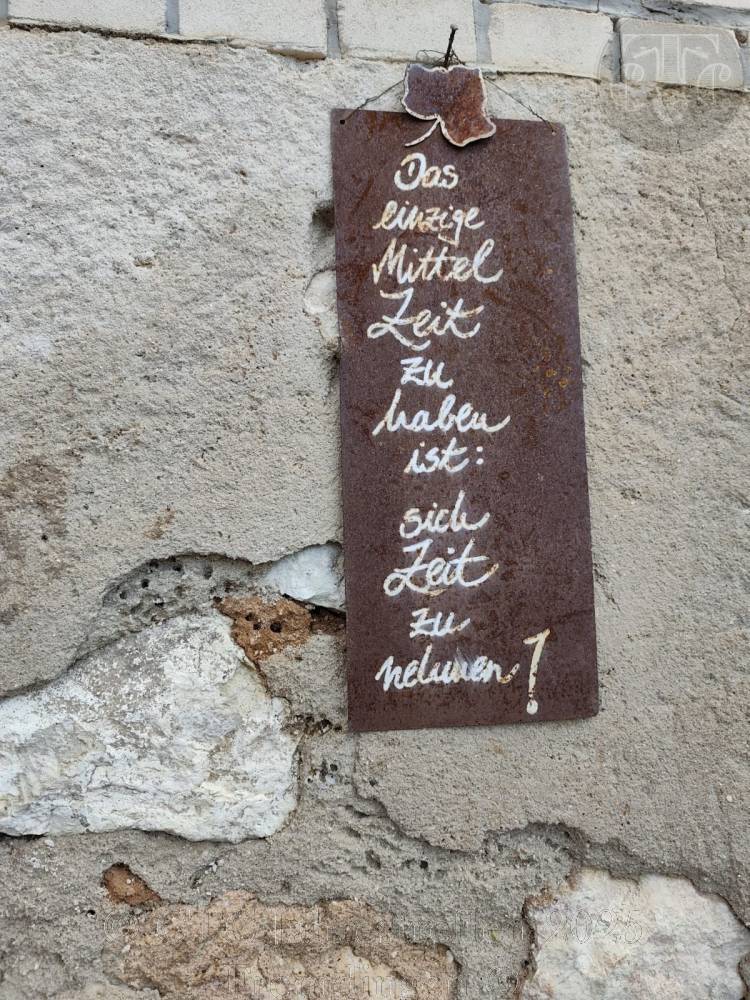 Das
einzige
Mittel
Zeit
zu
haben
ist:
sich
Zeit
zu
nehmen!